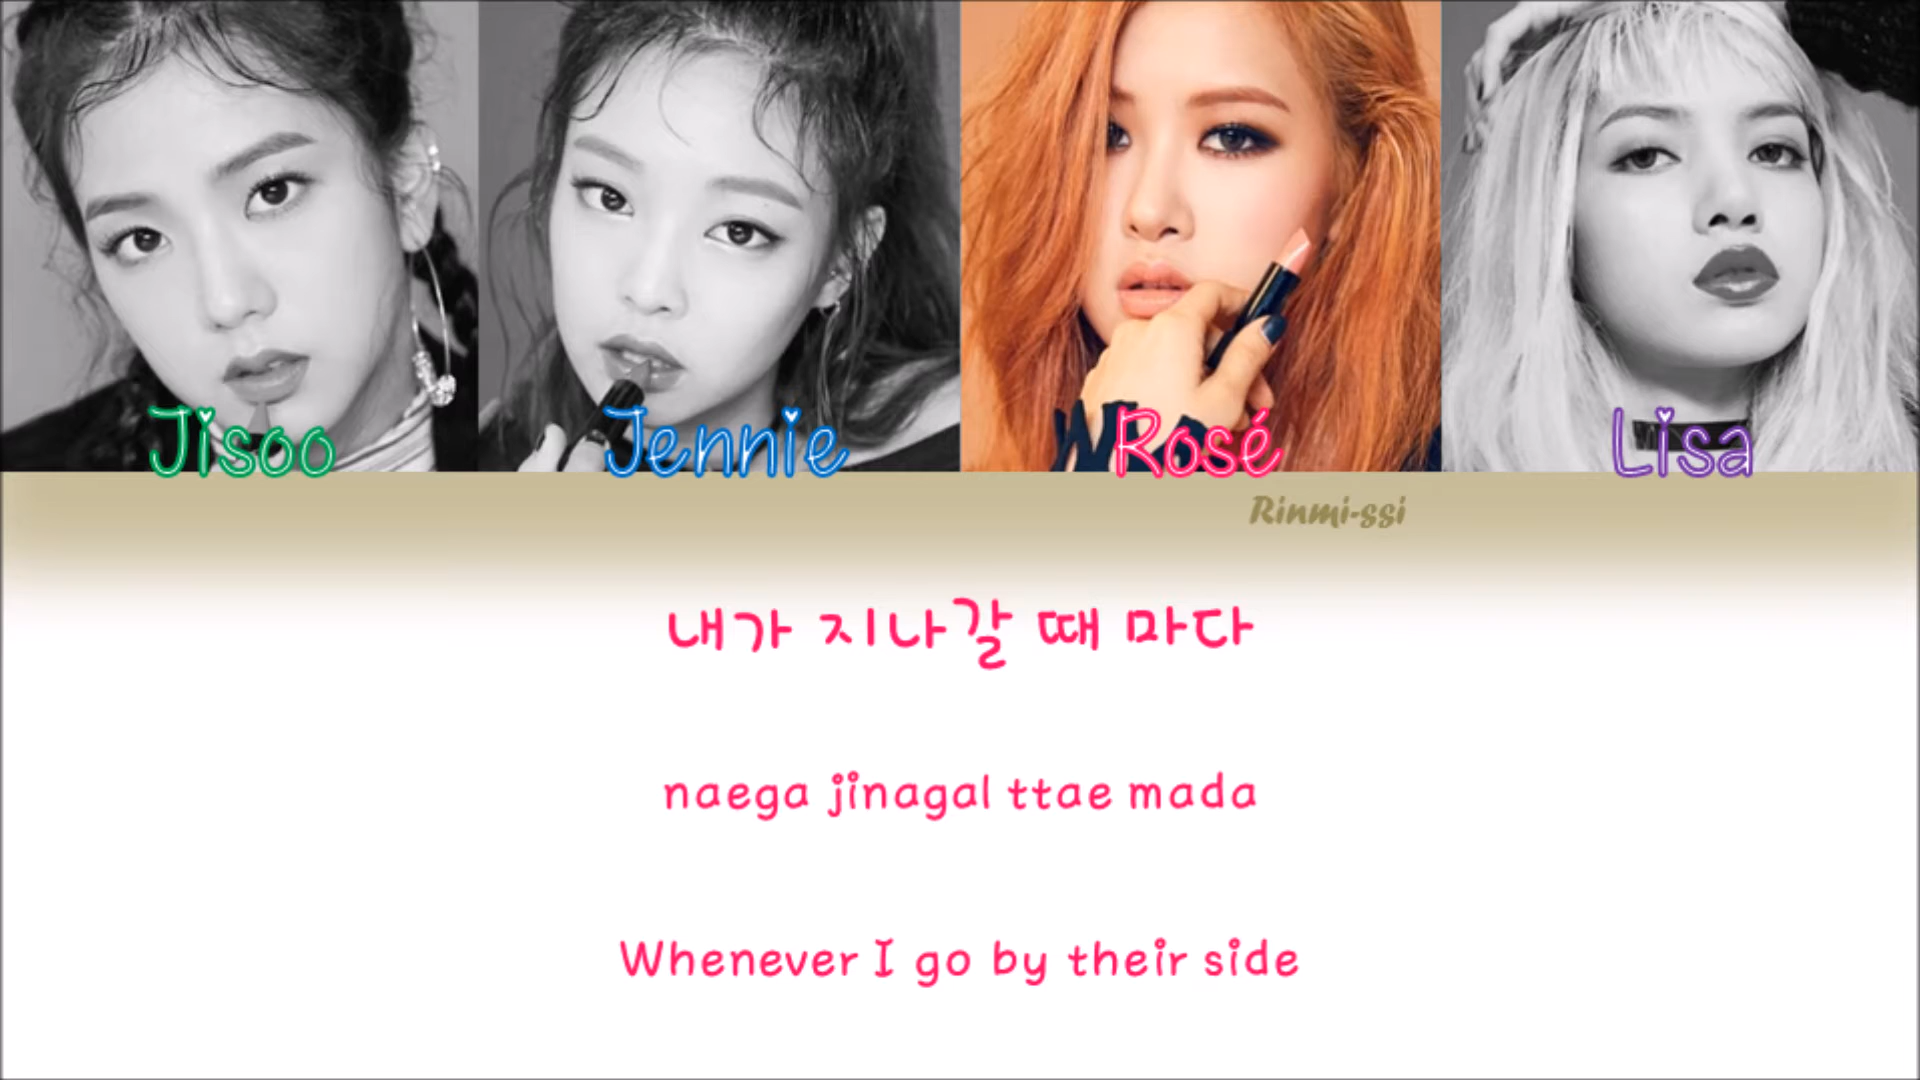 Jisoo Jennie Rosé Lisa
Rinmi-ssi
내가 지나갈 때 마다
naega jinagal ttae mada
Whenever I go by their side